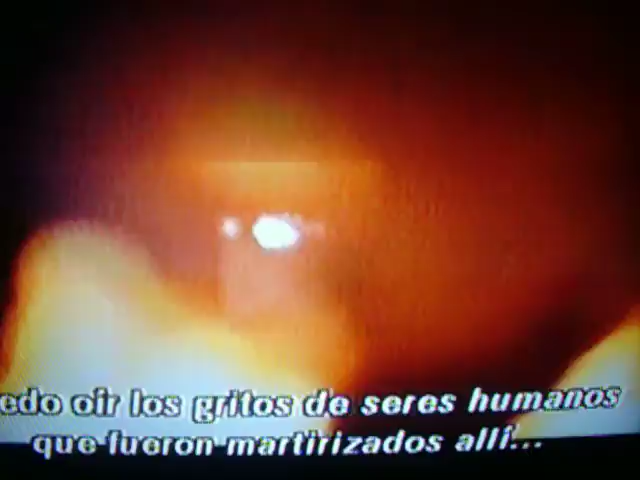 edo oir los gritos de seres humanos
que fueron martirizados allí...